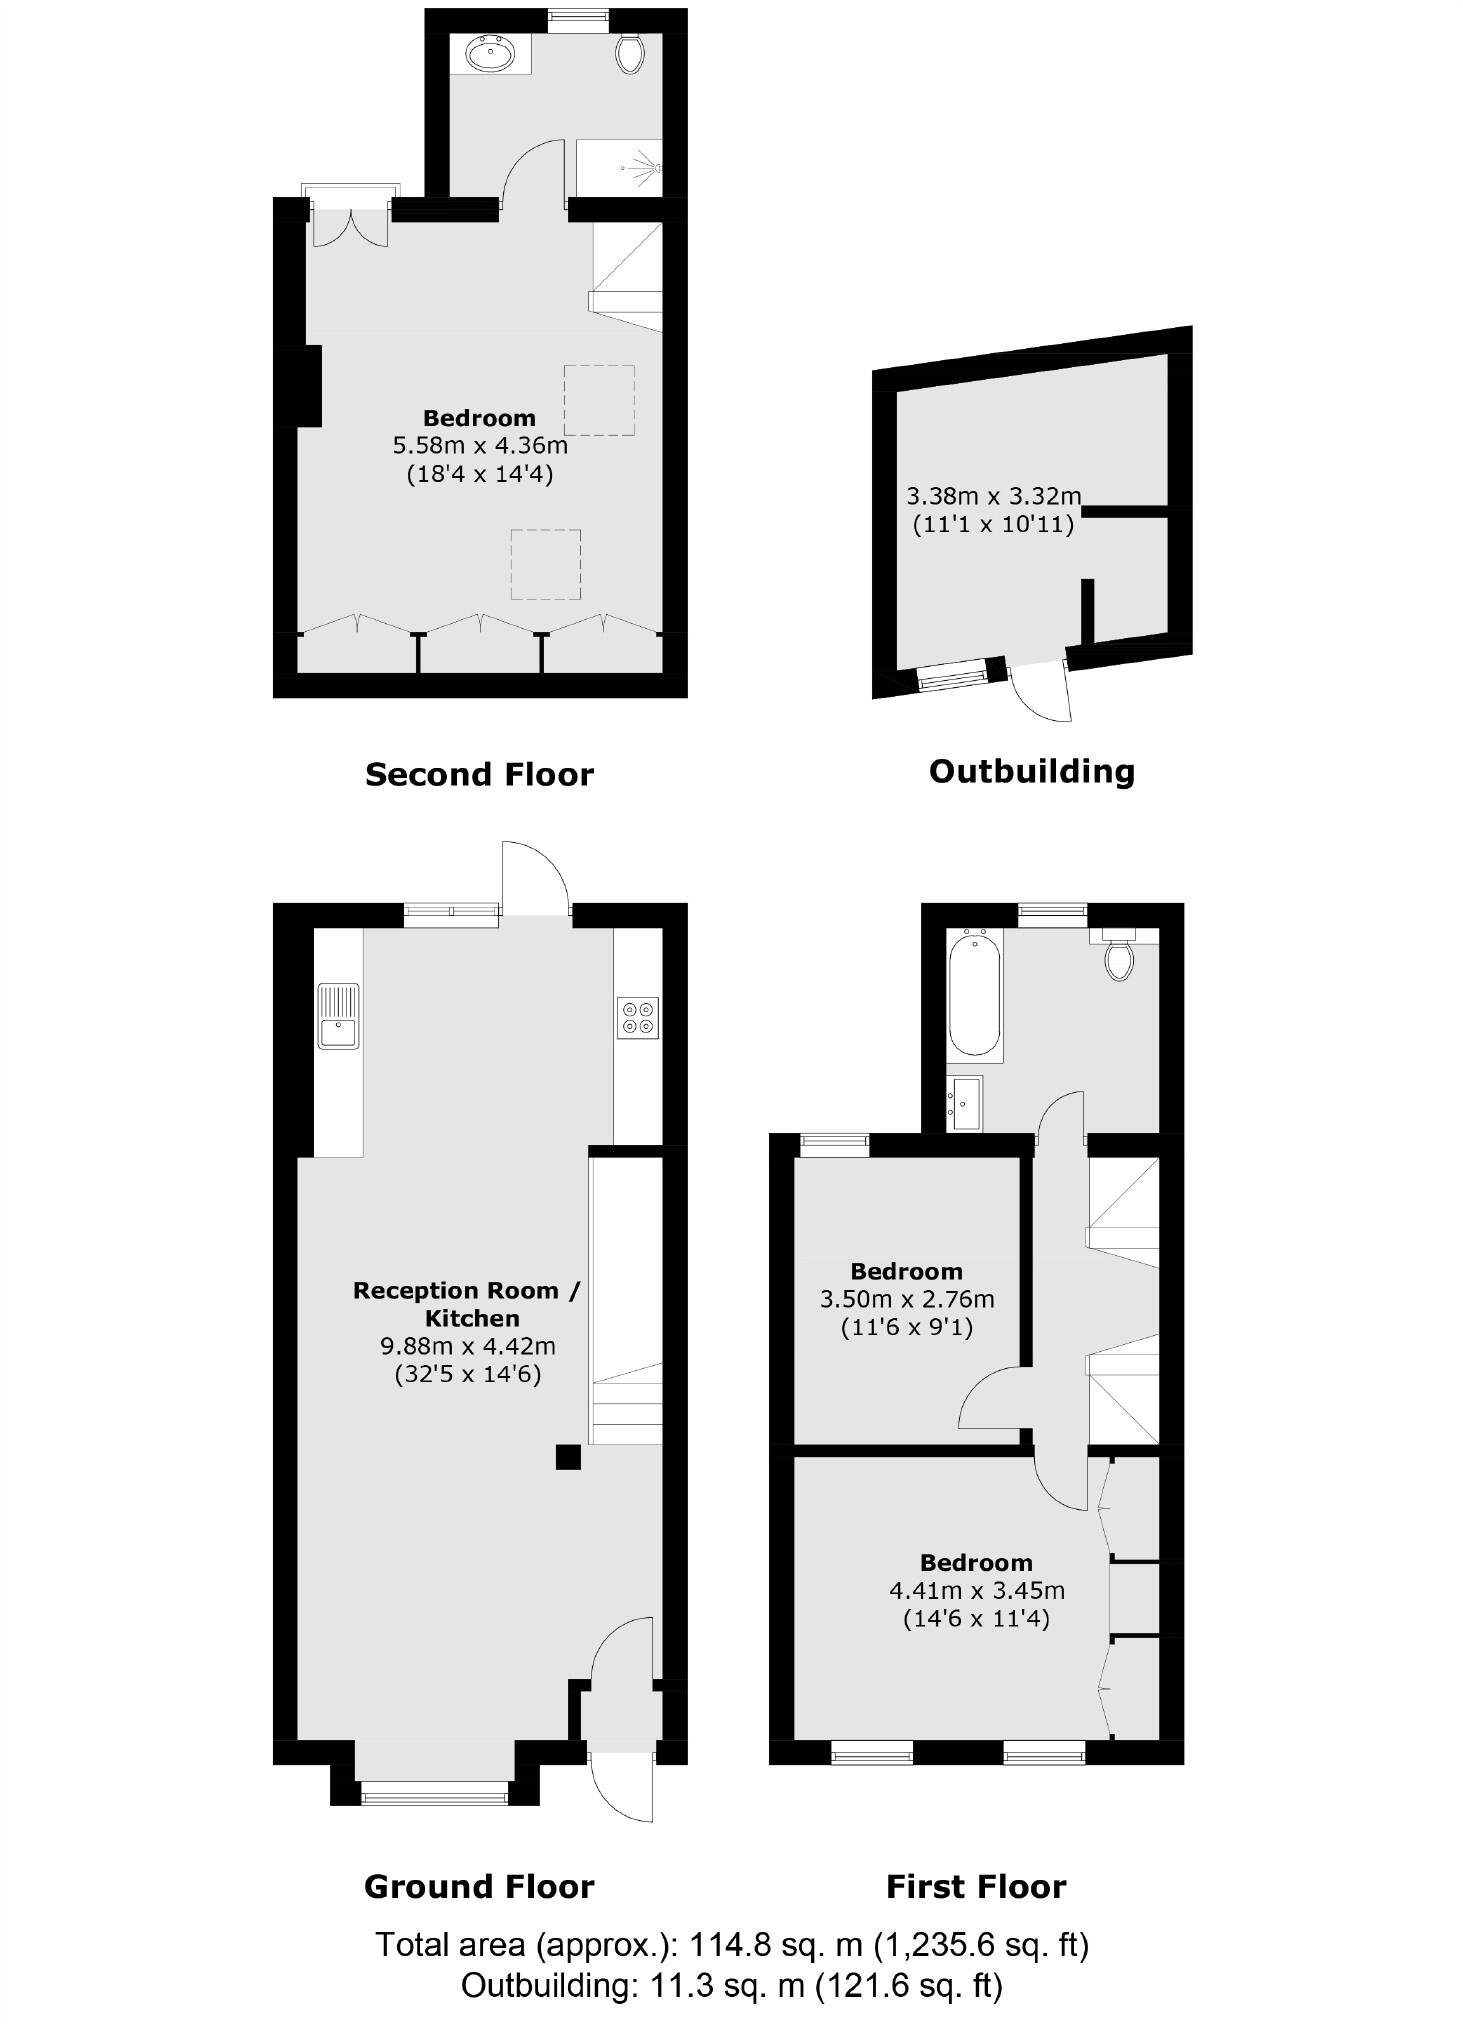 Bedroom
5.58m x 4.36m
(18'4 x 14'4)
3.38m x 3.32m
(11'1 x 10'11)
Second Floor
Outbuilding
Reception Room /
Kitchen
9.88m x 4.42m
(32'5 x 14'6)
Bedroom
3.50m x 2.76m
(11'6 x 9'1)
Bedroom
4.41m x 3.45m
(14'6 x 11'4)
Ground Floor
First Floor
Total area (approx.): 114.8 sq. m (1,235.6 sq. ft)
Outbuilding: 11.3 sq. m (121.6 sq. ft)